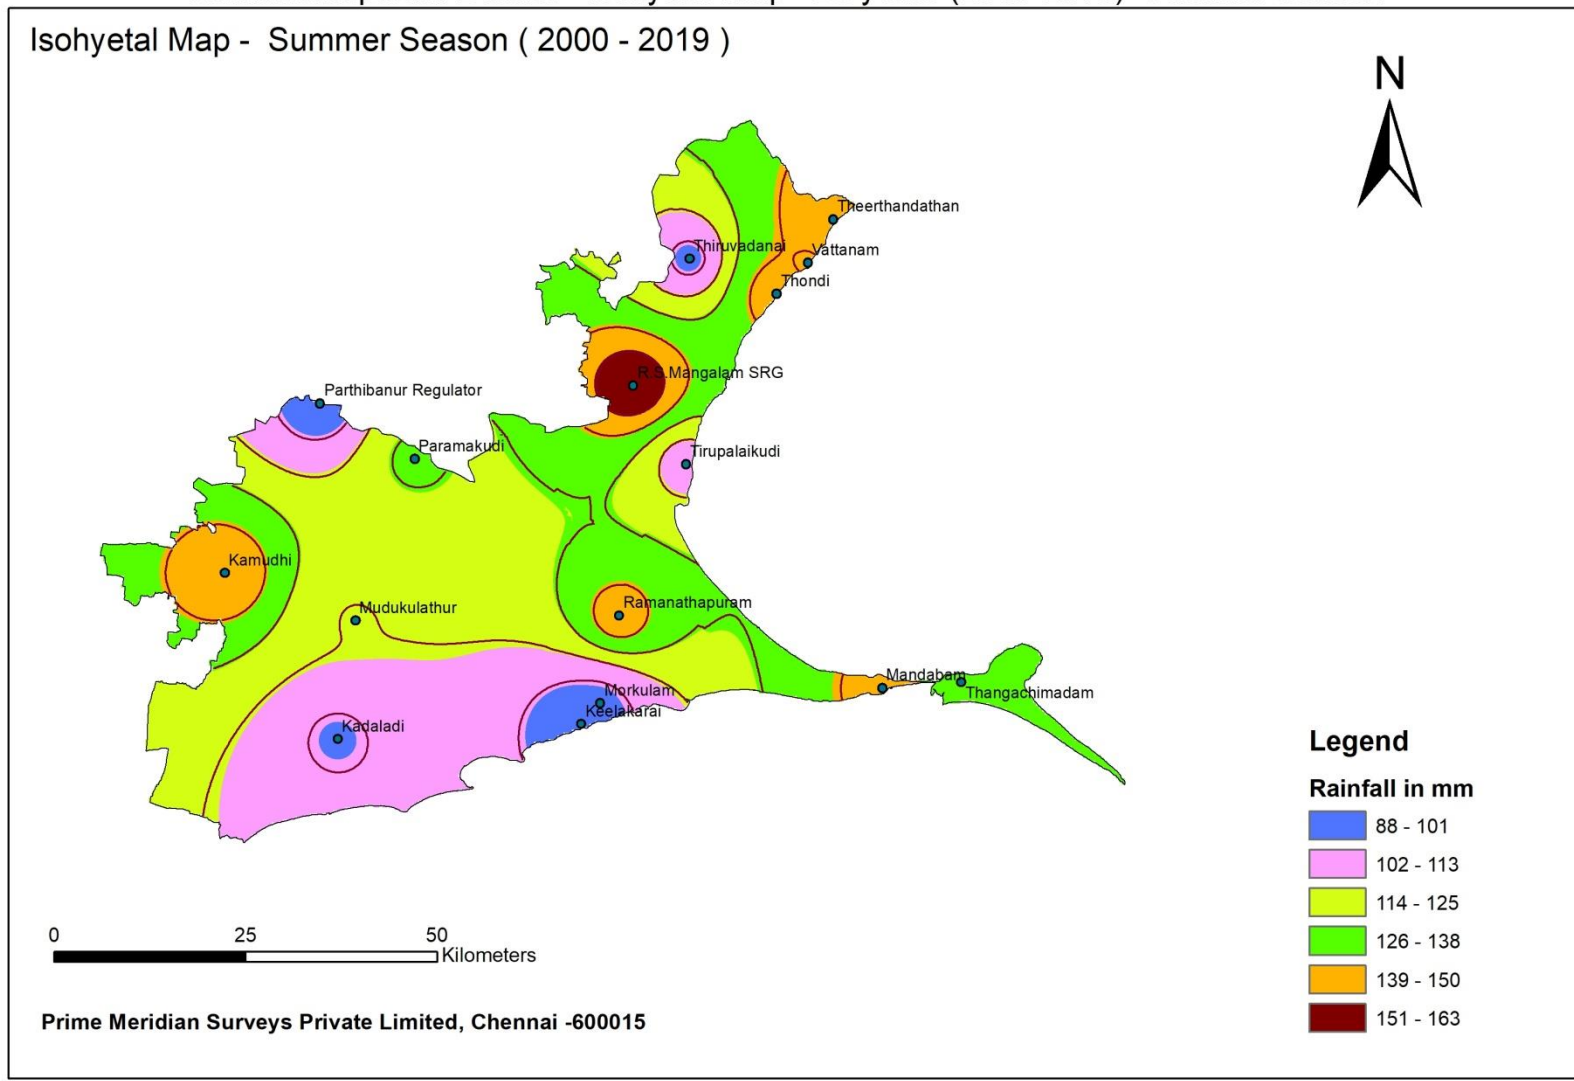 Isohyetal Map - Summer Season ( 2000 - 2019 )
N
Theerthandathan
Thiruvadanai
Vattanam
Thondi
R.S.Mangalam SRG
Parthibanur Regulator
Paramakudi
Tirupalaikudi
Kamudhi
Ramanathapuram
Mudukulathur
Mandabam
Thangachimadam
Morkulam
Keelakarai
Kadaladi
Legend
Rainfall in mm
88 - 101
102 - 113
114 - 125
126 - 138
139 - 150
151 - 163
0 25 50
Kilometers
Prime Meridian Surveys Private Limited, Chennai -600015